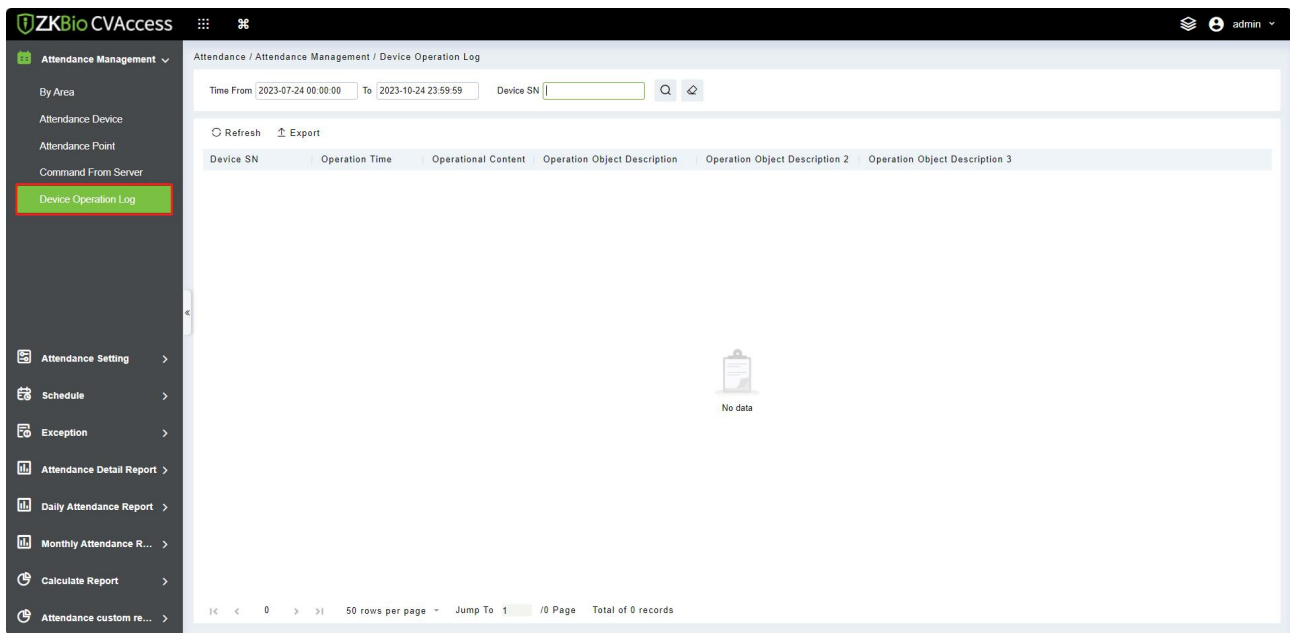 ZKBio CVAccess
admin
Attendance Management
By Area
Attendance Device
Attendance Point
Command From Server
Device Operation Log
Attendance Setting
Schedule
Exception
Attendance Detail Report
Daily Attendance Report
Monthly Attendance R...
Calculate Report
Attendance custom re...
Attendance / Attendance Management / Device Operation Log
Time From 2023-07-24 00:00:00 To 2023-10-24 23:59:59 Device SN
Refresh Export
Device SN Operation Time Operational Content Operation Object Description Operation Object Description 2 Operation Object Description 3
No data
0 50 rows per page Jump To 1 /0 Page Total of 0 records